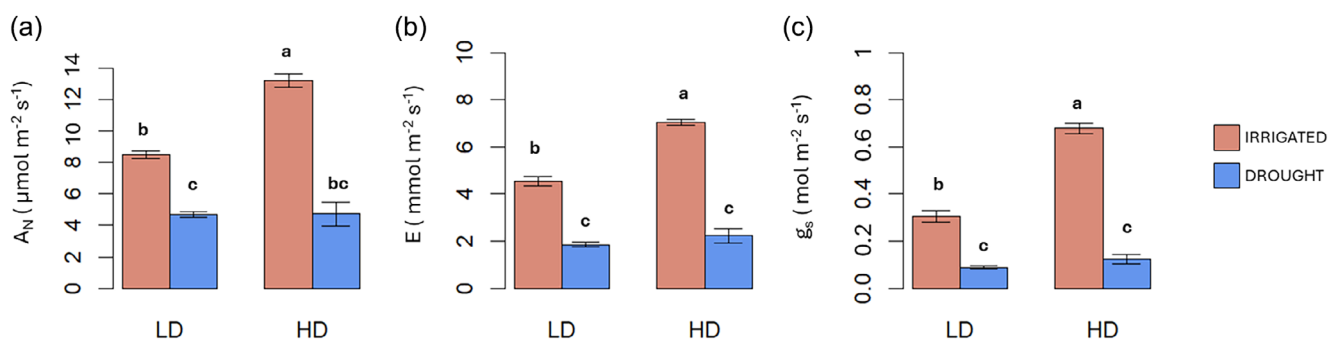 (a)
A_N ( µmol m⁻² s⁻¹)
14
12
10
8
6
4
2
0
b
c
a
bc
LD
HD
(b)
E ( mmol m⁻² s⁻¹)
10
8
6
4
2
0
b
c
a
c
LD
HD
(c)
g_s ( mol m⁻² s⁻¹)
1
0.8
0.6
0.4
0.2
0.0
b
c
a
c
LD
HD
IRRIGATED
DROUGHT